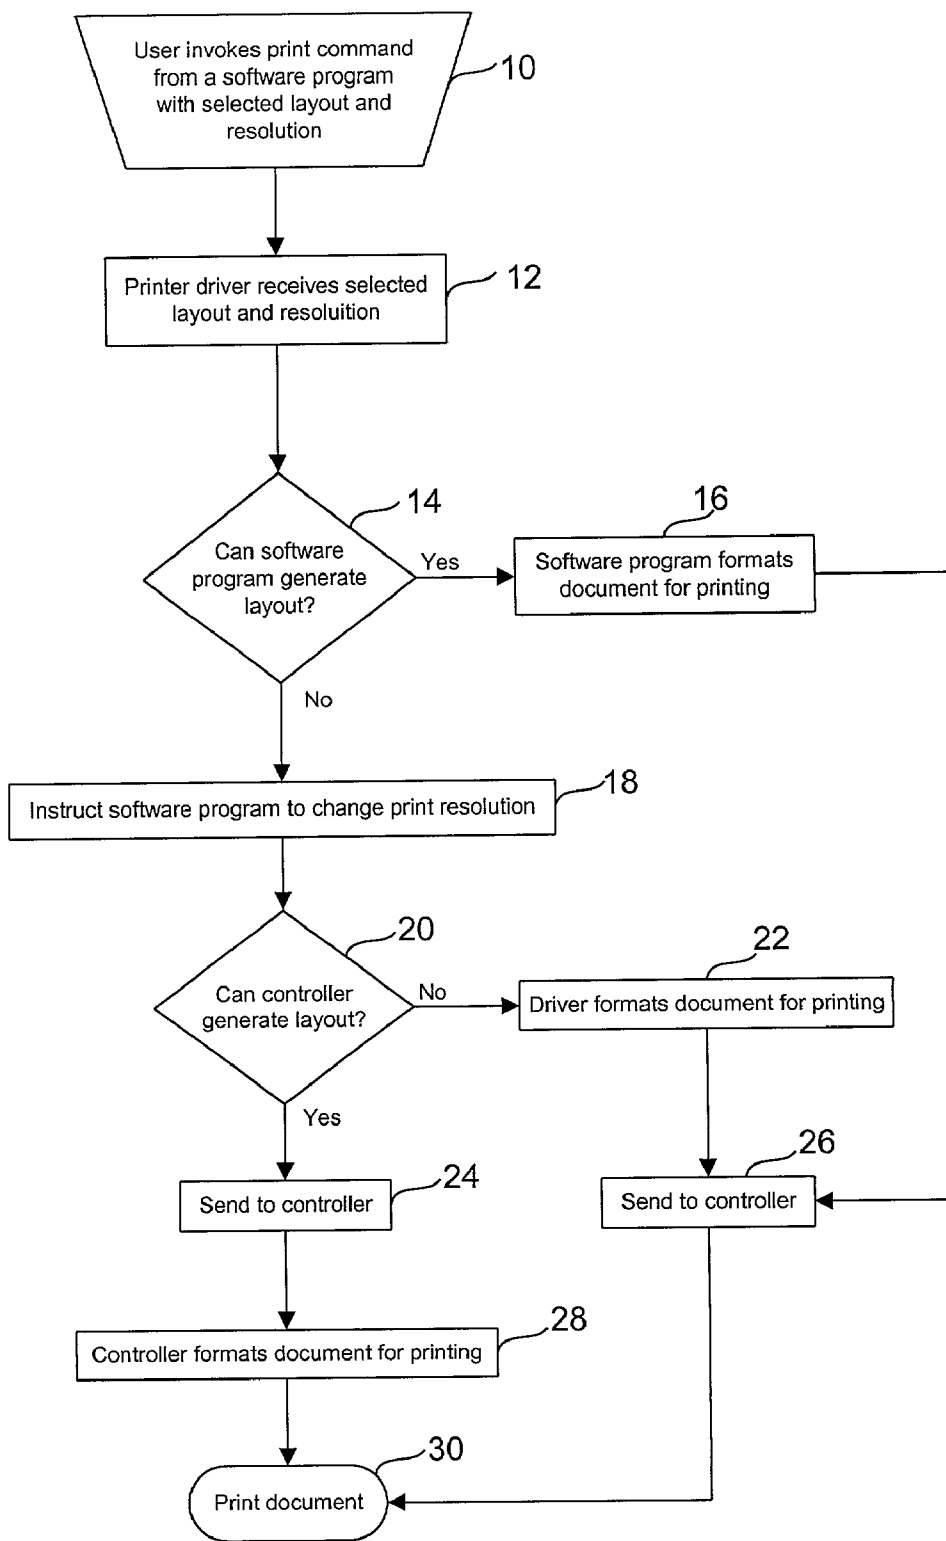 User invokes print command
from a software program
with selected layout and
resolution
10
Printer driver receives selected
layout and resoluition
12
Can software
program generate
layout?
14
Yes
16
Software program formats
document for printing
No
Instruct software program to change print resolution
18
Can controller
generate layout?
20
No
22
Driver formats document for printing
Yes
Send to controller
24
26
Send to controller
Controller formats document for printing
28
Print document
30